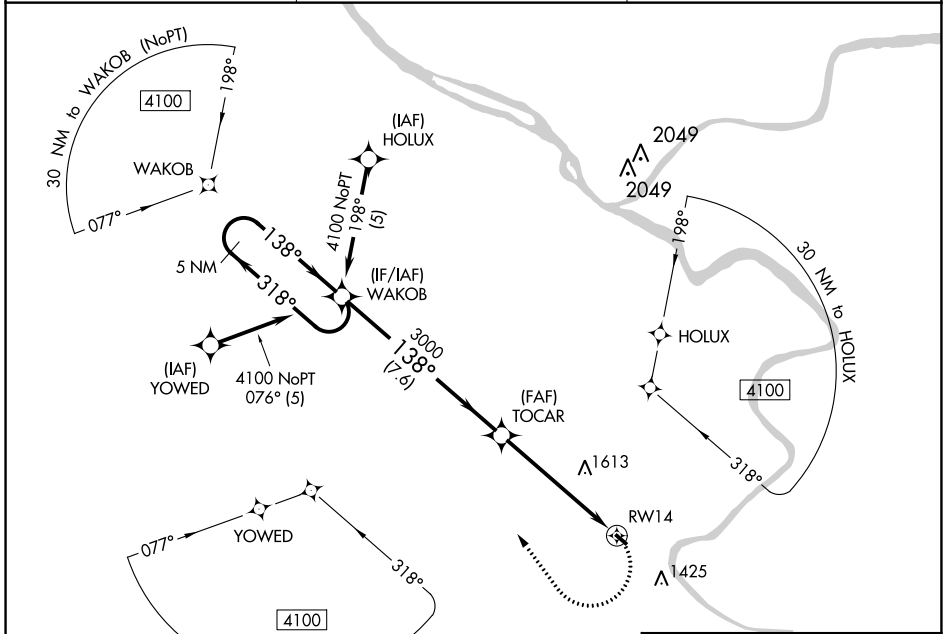 30 NM to WAKOB (NoPT)
4100
198°
WAKOB
077°
(IAF)
HOLUX
4100 NoPT
198°
(5)
2049
2049
5 NM
138°
318°
(IF/IAF)
WAKOB
(IAF)
YOWED
4100 NoPT
076° (5)
3000
138°
(7.6)
(FAF)
TOCAR
1613
RW14
1425
198°
30 NM to HOLUX
HOLUX
4100
318°
077°
YOWED
318°
4100